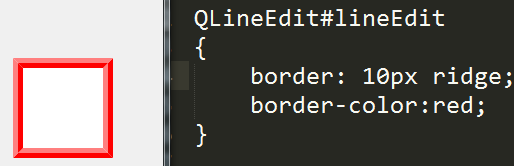 QLineEdit#lineEdit
{
    border: 10px ridge;
    border-color:red;
}